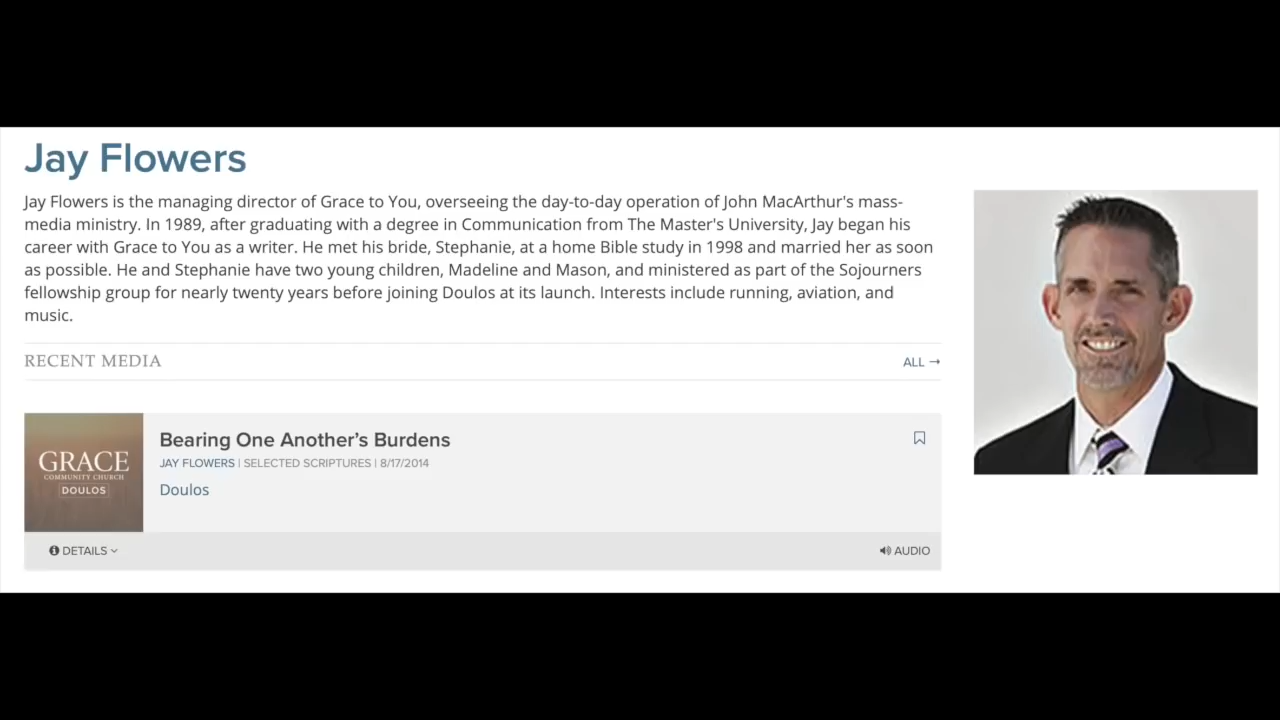 Jay Flowers
Jay Flowers is the managing director of Grace to You, overseeing the day-to-day operation of John MacArthur's mass-
media ministry. In 1989, after graduating with a degree in Communication from The Master's University, Jay began his
career with Grace to You as a writer. He met his bride, Stephanie, at a home Bible study in 1998 and married her as soon
as possible. He and Stephanie have two young children, Madeline and Mason, and ministered as part of the Sojourners
fellowship group for nearly twenty years before joining Doulos at its launch. Interests include running, aviation, and
music.
RECENT MEDIA
ALL →
GRACE
COMMUNITY CHURCH
DOULOS
Bearing One Another’s Burdens
JAY FLOWERS | SELECTED SCRIPTURES | 8/17/2014
Doulos
DETAILS
AUDIO